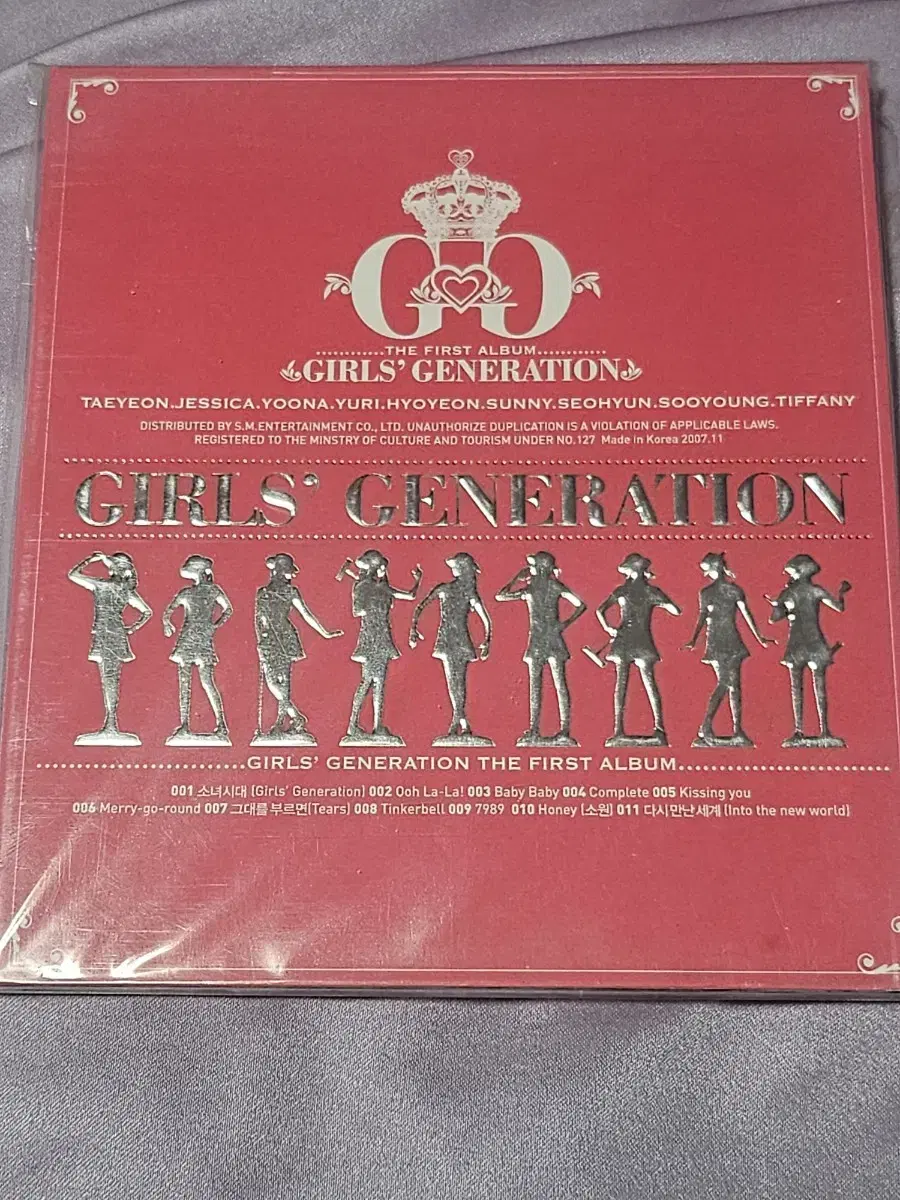 GG
............THE FIRST ALBUM............
GIRLS' GENERATION
TAEYEON.JESSICA.YOONA.YURI.HYOYEON.SUNNY.SEOHYUN.SOOYOUNG.TIFFANY
DISTRIBUTED BY S.M.ENTERTAINMENT CO., LTD. UNAUTHORIZE DUPLICATION IS A VIOLATION OF APPLICABLE LAWS.
REGISTERED TO THE MINSTRY OF CULTURE AND TOURISM UNDER NO.127 Made in Korea 2007.11
GIRLS' GENERATION
GIRLS' GENERATION THE FIRST ALBUM
001 소녀시대 (Girls' Generation) 002 Ooh La-La! 003 Baby Baby 004 Complete 005 Kissing you
006 Merry-go-round 007 그대를 부르면(Tears) 008 Tinkerbell 009 7989 010 Honey (소원) 011 다시 만난 세계 (Into the new world)